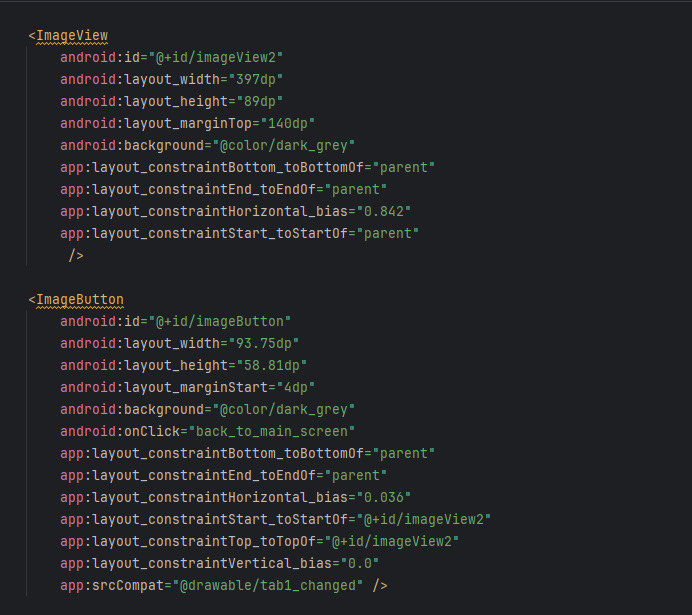 <ImageView
android:id="@+id/imageView2"
android:layout_width="397dp"
android:layout_height="89dp"
android:layout_marginTop="140dp"
android:background="@color/dark_grey"
app:layout_constraintBottom_toBottomOf="parent"
app:layout_constraintEnd_toEndOf="parent"
app:layout_constraintHorizontal_bias="0.842"
app:layout_constraintStart_toStartOf="parent"
/>
<ImageButton
android:id="@+id/imageButton"
android:layout_width="93.75dp"
android:layout_height="58.81dp"
android:layout_marginStart="4dp"
android:background="@color/dark_grey"
android:onClick="back_to_main_screen"
app:layout_constraintBottom_toBottomOf="parent"
app:layout_constraintEnd_toEndOf="parent"
app:layout_constraintHorizontal_bias="0.036"
app:layout_constraintStart_toStartOf="@+id/imageView2"
app:layout_constraintTop_toTopOf="@+id/imageView2"
app:layout_constraintVertical_bias="0.0"
app:srcCompat="@drawable/tab1_changed" />